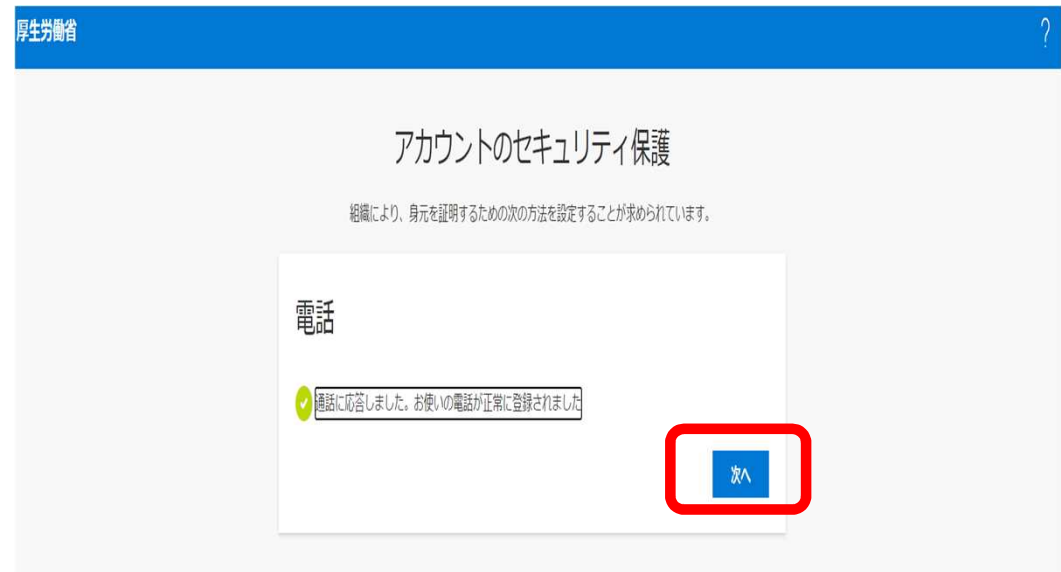 厚生労働省
?
アカウントのセキュリティ保護
組織により、身元を証明するための次の方法を設定することが求められています。
電話
通話に応答しました。お使いの電話が正常に登録されました
次へ